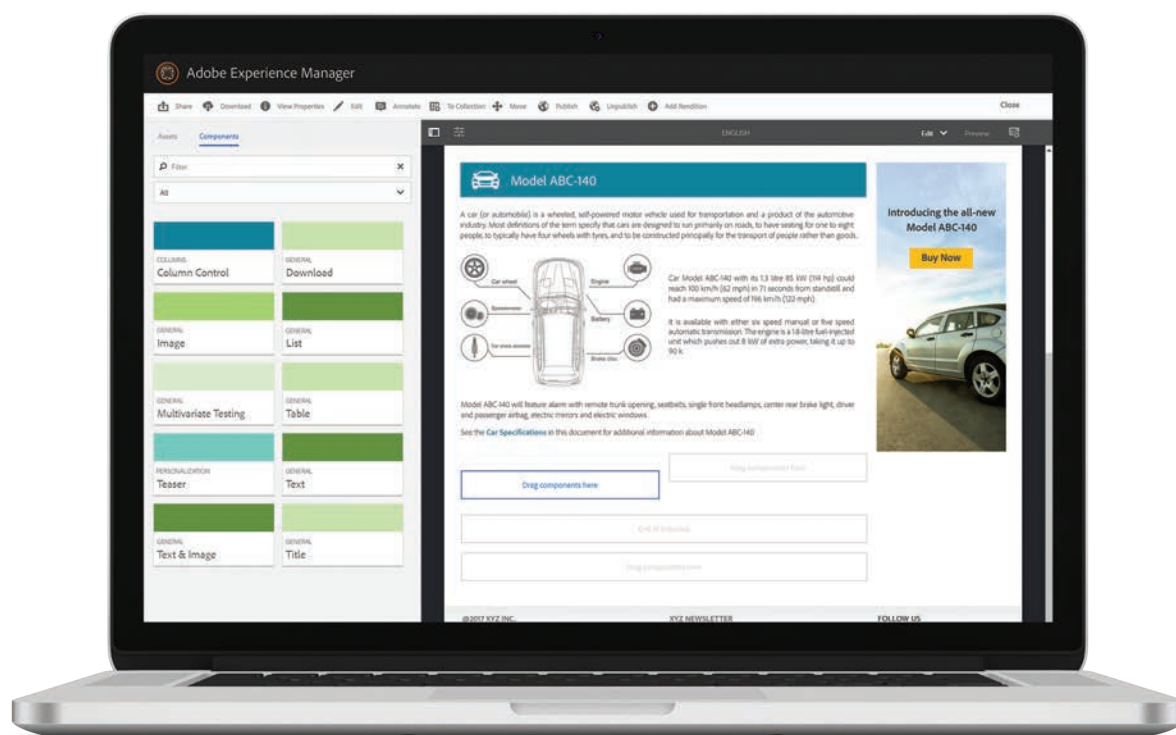 Adobe Experience Manager
Share Download View Properties Edit Annotate To Collection Move Publish Unpublish Add Rendition Close
Assets Components
Filter
All
COLUMNS
Column Control
GENERAL
Download
GENERAL
Image
GENERAL
List
GENERAL
Multivariate Testing
GENERAL
Table
PERSONALIZATION
Teaser
GENERAL
Text
GENERAL
Text & Image
GENERAL
Title
ENGLISH Edit Preview
Model ABC-140
A car (or automobile) is a wheeled, self-powered motor vehicle used for transportation and a product of the automotive
industry. Most definitions of the term specify that cars are designed to run primarily on roads, to have seating for one to eight
people, to typically have four wheels with tyres, and to be constructed principally for the transport of people rather than goods.
Car wheel
Engine
Speedometer
Battery
Brake disc
Car Model ABC-140 with its 1.3 litre 85 kW (114 hp) could
reach 100 km/h (62 mph) in 7.1 seconds from standstill and
had a maximum speed of 196 km/h (122 mph).
It is available with either six speed manual or five speed
automatic transmission. The engine is a 1.8-litre fuel-injected
unit which pushes out 8 kW of extra power, taking it up to
90 k.
Model ABC-140 will feature alarm with remote trunk opening, seatbelts, single front headlamps, center rear brake light, driver
and passenger airbag, electric mirrors and electric windows.
See the Car Specifications in this document for additional information about Model ABC-140
Drag components here
Drag components here
Drag components here
Introducing the all-new
Model ABC-140
Buy Now
@2017 XYZ INC.
XYZ NEWSLETTER
FOLLOW US